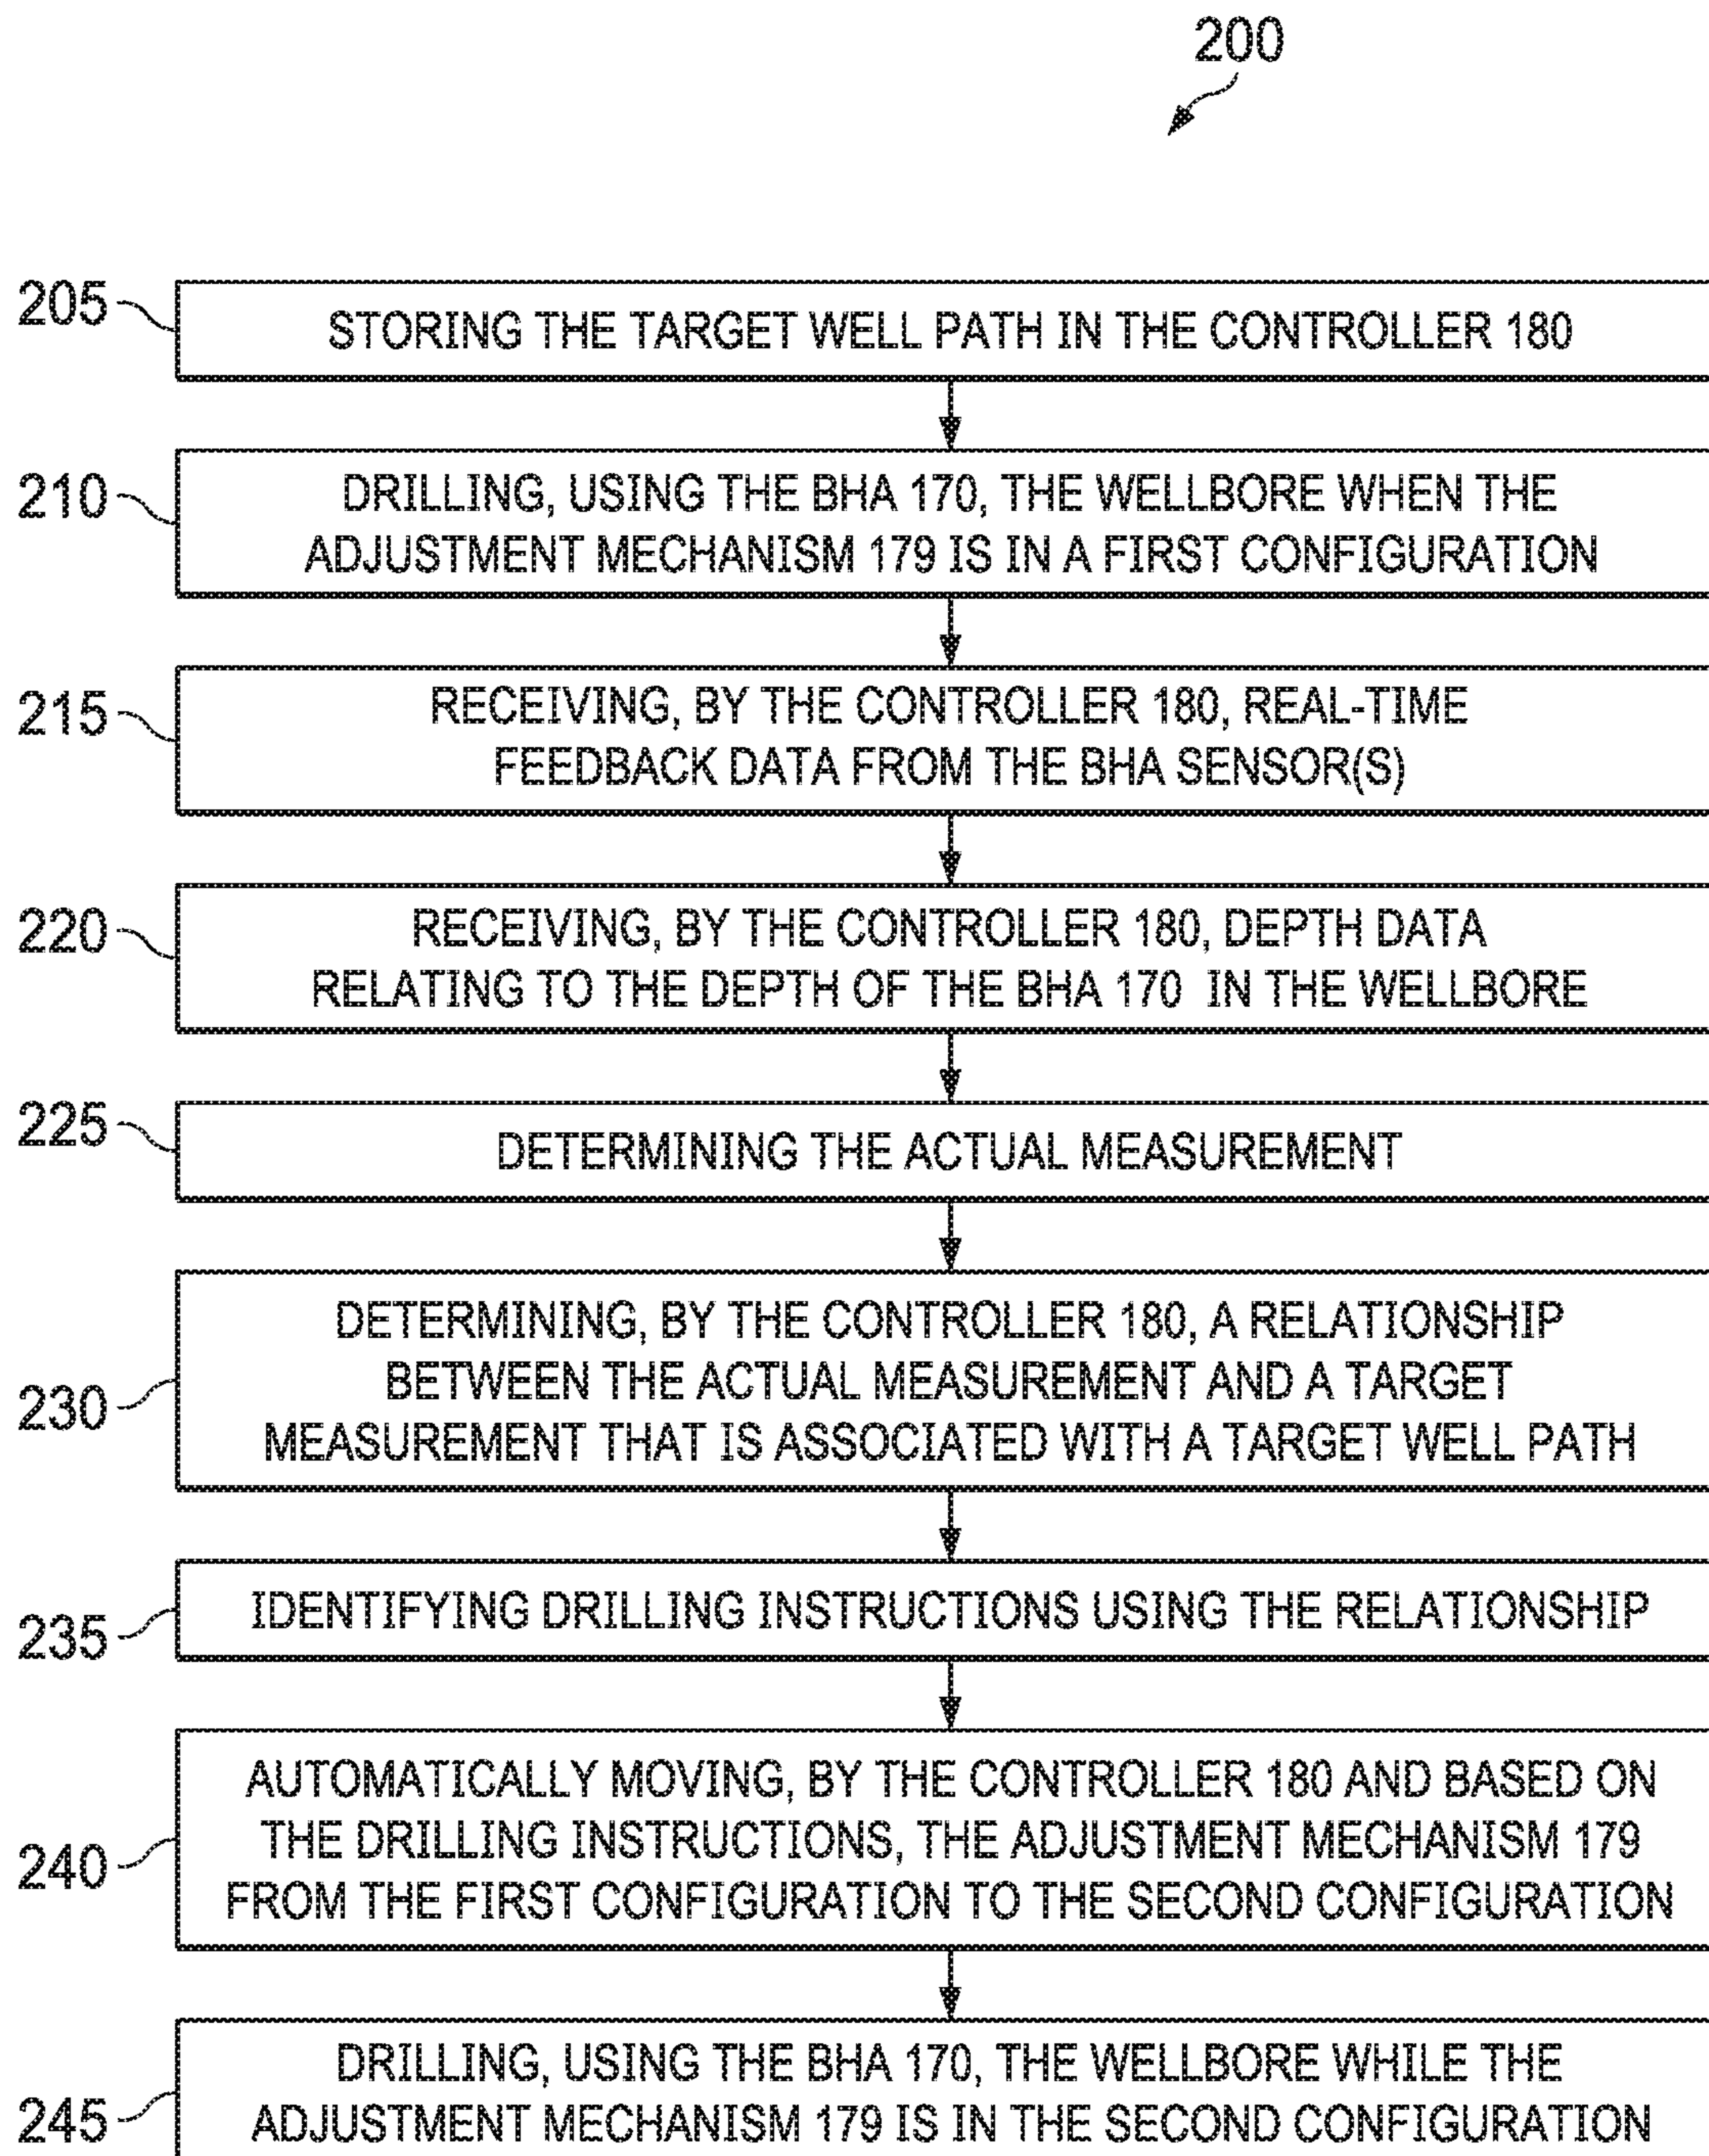 200
205
STORING THE TARGET WELL PATH IN THE CONTROLLER 180
210
DRILLING, USING THE BHA 170, THE WELLBORE WHEN THE
ADJUSTMENT MECHANISM 179 IS IN A FIRST CONFIGURATION
215
RECEIVING, BY THE CONTROLLER 180, REAL-TIME
FEEDBACK DATA FROM THE BHA SENSOR(S)
220
RECEIVING, BY THE CONTROLLER 180, DEPTH DATA
RELATING TO THE DEPTH OF THE BHA 170 IN THE WELLBORE
225
DETERMINING THE ACTUAL MEASUREMENT
230
DETERMINING, BY THE CONTROLLER 180, A RELATIONSHIP
BETWEEN THE ACTUAL MEASUREMENT AND A TARGET
MEASUREMENT THAT IS ASSOCIATED WITH A TARGET WELL PATH
235
IDENTIFYING DRILLING INSTRUCTIONS USING THE RELATIONSHIP
240
AUTOMATICALLY MOVING, BY THE CONTROLLER 180 AND BASED ON
THE DRILLING INSTRUCTIONS, THE ADJUSTMENT MECHANISM 179
FROM THE FIRST CONFIGURATION TO THE SECOND CONFIGURATION
245
DRILLING, USING THE BHA 170, THE WELLBORE WHILE THE
ADJUSTMENT MECHANISM 179 IS IN THE SECOND CONFIGURATION